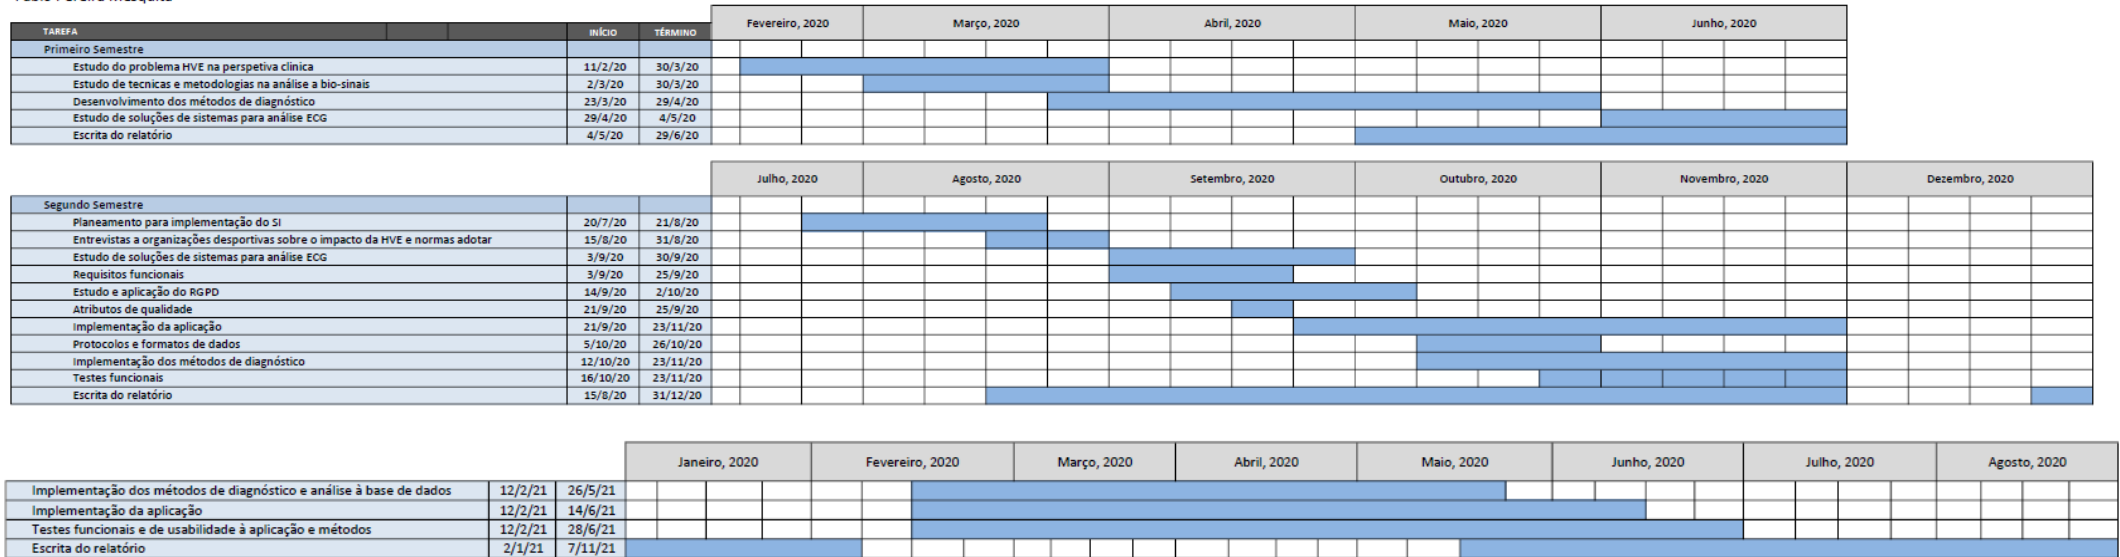 Fevereiro, 2020 Março, 2020 Abril, 2020 Maio, 2020 Junho, 2020
TAREFA INÍCIO TÉRMINO
Primeiro Semestre
Estudo do problema HVE na perspetiva clinica 11/2/20 30/3/20
Estudo de tecnicas e metodologias na análise a bio-sinais 2/3/20 30/3/20
Desenvolvimento dos métodos de diagnóstico 23/3/20 29/4/20
Estudo de soluções de sistemas para análise ECG 29/4/20 4/5/20
Escrita do relatório 4/5/20 29/6/20
Julho, 2020 Agosto, 2020 Setembro, 2020 Outubro, 2020 Novembro, 2020 Dezembro, 2020
Segundo Semestre
Planeamento para implementação do SI 20/7/20 21/8/20
Entrevistas a organizações desportivas sobre o impacto da HVE e normas adotar 15/8/20 31/8/20
Estudo de soluções de sistemas para análise ECG 3/9/20 30/9/20
Requisitos funcionais 3/9/20 25/9/20
Estudo e aplicação do RGPD 14/9/20 2/10/20
Atributos de qualidade 21/9/20 25/9/20
Implementação da aplicação 21/9/20 23/11/20
Protocolos e formatos de dados 5/10/20 26/10/20
Implementação dos métodos de diagnóstico 12/10/20 23/11/20
Testes funcionais 16/10/20 23/11/20
Escrita do relatório 15/8/20 31/12/20
Janeiro, 2020 Fevereiro, 2020 Março, 2020 Abril, 2020 Maio, 2020 Junho, 2020 Julho, 2020 Agosto, 2020
Implementação dos métodos de diagnóstico e análise à base de dados 12/2/21 26/5/21
Implementação da aplicação 12/2/21 14/6/21
Testes funcionais e de usabilidade à aplicação e métodos 12/2/21 28/6/21
Escrita do relatório 2/1/21 7/11/21